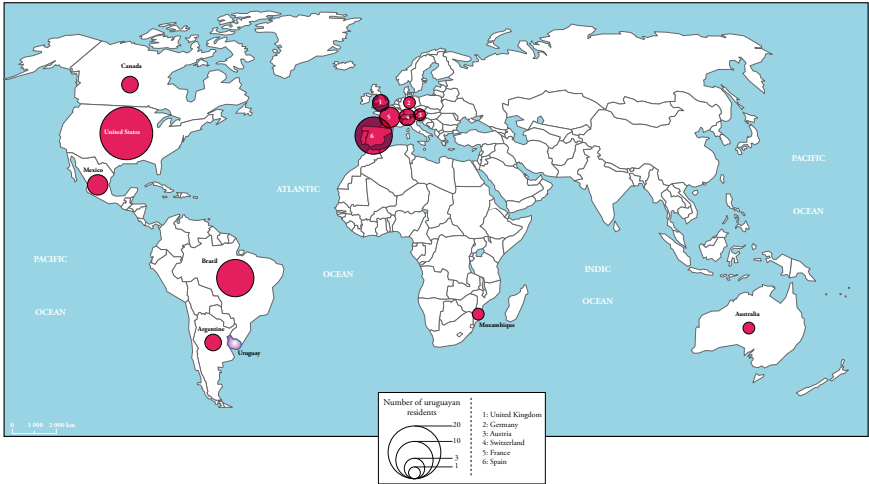 Canada
United States
Mexico
1
2
3
5
6
PACIFIC
ATLANTIC
OCEAN
Brazil
PACIFIC
OCEAN
INDIC
OCEAN
OCEAN
Mozambique
Australia
Argentine
Uruguay
0 1 000 2 000 km
Number of uruguayan
residents
20
10
3
1
1: United Kingdom
2: Germany
3: Austria
4: Switzerland
5: France
6: Spain